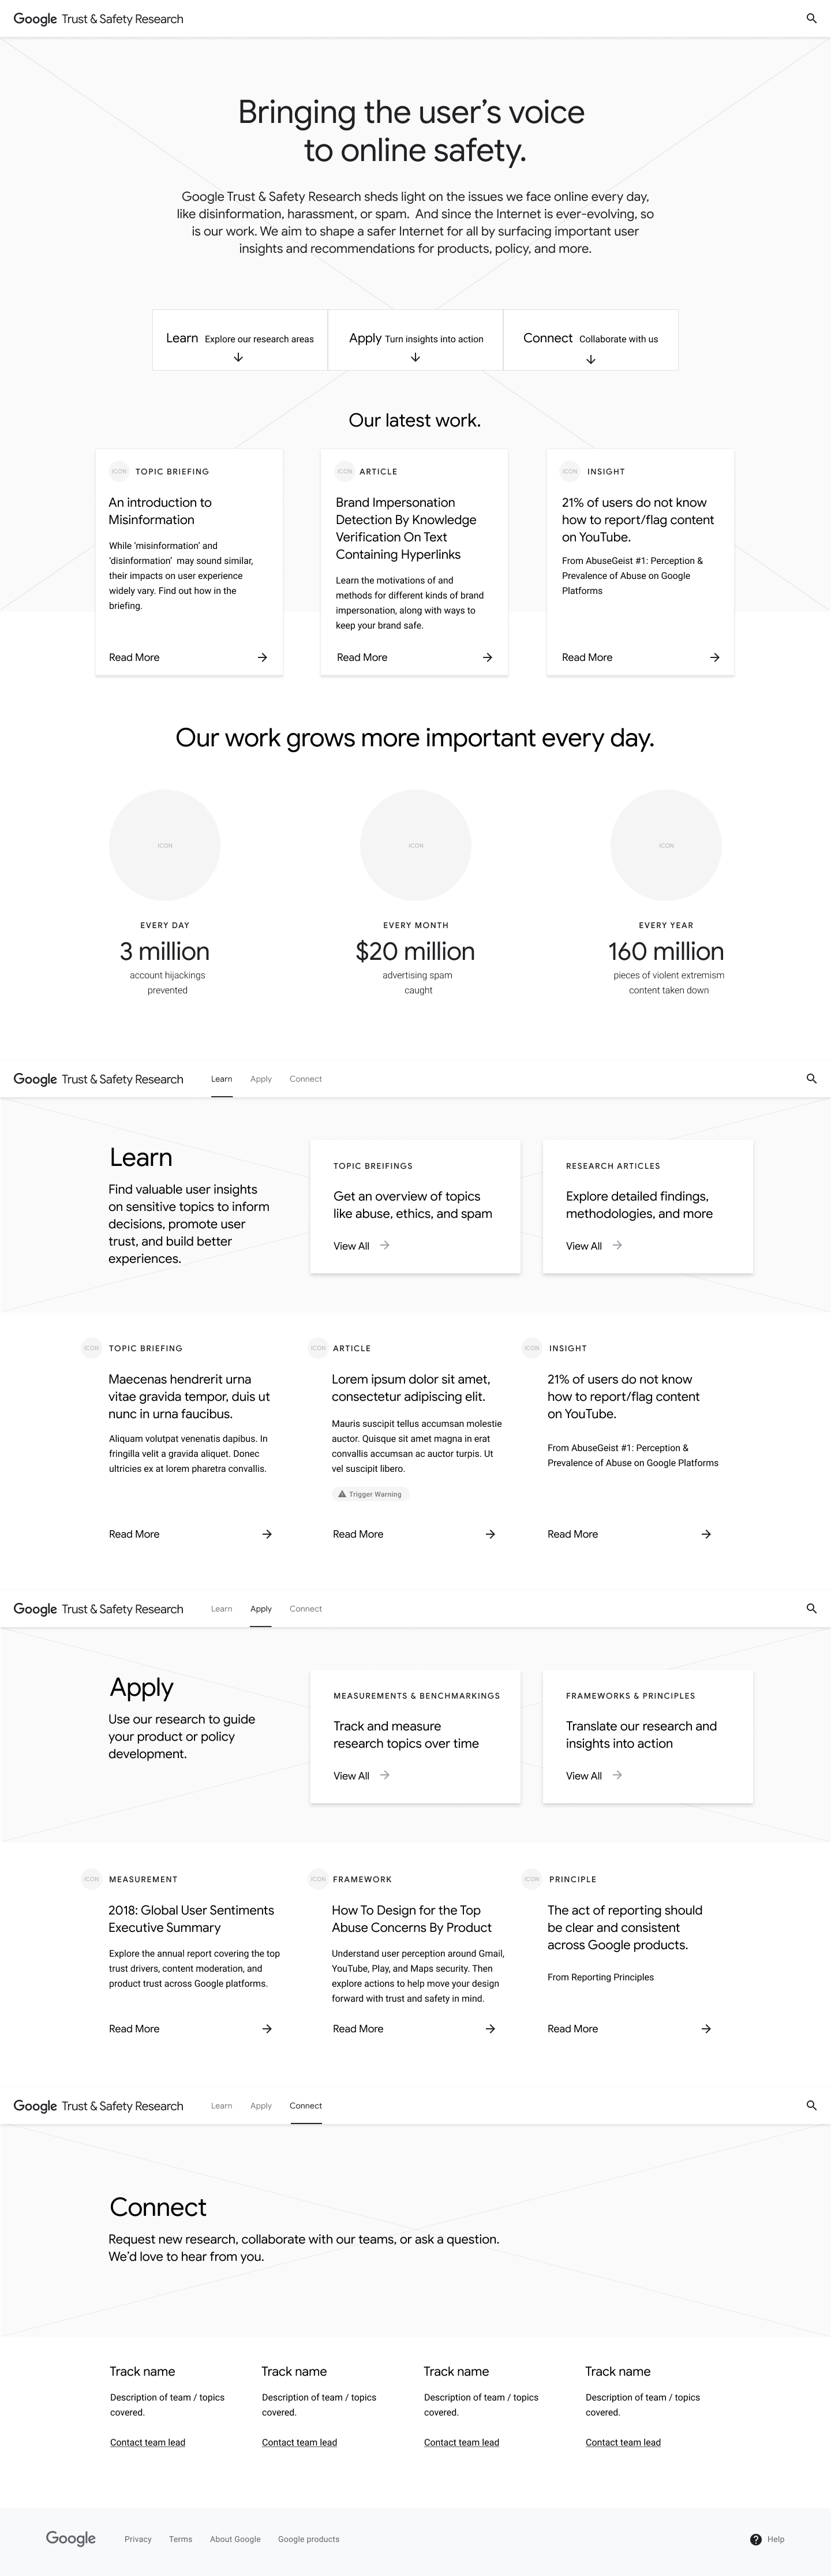 Google Trust & Safety Research
Bringing the user's voice
to online safety.
Google Trust & Safety Research sheds light on the issues we face online every day,
like disinformation, harassment, or spam. And since the Internet is ever-evolving, so
is our work. We aim to shape a safer Internet for all by surfacing important user
insights and recommendations for products, policy, and more.
Learn Explore our research areas
Apply Turn insights into action
Connect Collaborate with us
Our latest work.
ICON TOPIC BRIEFING
An introduction to
Misinformation
While 'misinformation' and
'disinformation' may sound similar,
their impacts on user experience
widely vary. Find out how in the
briefing.
Read More
ICON ARTICLE
Brand Impersonation
Detection By Knowledge
Verification On Text
Containing Hyperlinks
Learn the motivations of and
methods for different kinds of brand
impersonation, along with ways to
keep your brand safe.
Read More
ICON INSIGHT
21% of users do not know
how to report/flag content
on YouTube.
From AbuseGeist #1: Perception &
Prevalence of Abuse on Google
Platforms
Read More
Our work grows more important every day.
ICON
EVERY DAY
3 million
account hijackings
prevented
ICON
EVERY MONTH
$20 million
advertising spam
caught
ICON
EVERY YEAR
160 million
pieces of violent extremism
content taken down
Google Trust & Safety Research Learn Apply Connect
Learn
Find valuable user insights
on sensitive topics to inform
decisions, promote user
trust, and build better
experiences.
TOPIC BREIFINGS
Get an overview of topics
like abuse, ethics, and spam
View All
RESEARCH ARTICLES
Explore detailed findings,
methodologies, and more
View All
ICON TOPIC BRIEFING
Maecenas hendrerit urna
vitae gravida tempor, duis ut
nunc in urna faucibus.
Aliquam volutpat venenatis dapibus. In
fringilla velit a gravida aliquet. Donec
ultricies ex at lorem pharetra convallis.
Read More
ICON ARTICLE
Lorem ipsum dolor sit amet,
consectetur adipiscing elit.
Mauris suscipit tellus accumsan molestie
auctor. Quisque sit amet magna in erat
convallis accumsan ac auctor turpis. Ut
vel suscipit libero.
Trigger Warning
Read More
ICON INSIGHT
21% of users do not know
how to report/flag content
on YouTube.
From AbuseGeist #1: Perception &
Prevalence of Abuse on Google Platforms
Read More
Google Trust & Safety Research Learn Apply Connect
Apply
Use our research to guide
your product or policy
development.
MEASUREMENTS & BENCHMARKINGS
Track and measure
research topics over time
View All
FRAMEWORKS & PRINCIPLES
Translate our research and
insights into action
View All
ICON MEASUREMENT
2018: Global User Sentiments
Executive Summary
Explore the annual report covering the top
trust drivers, content moderation, and
product trust across Google platforms.
Read More
ICON FRAMEWORK
How To Design for the Top
Abuse Concerns By Product
Understand user perception around Gmail,
YouTube, Play, and Maps security. Then
explore actions to help move your design
forward with trust and safety in mind.
Read More
ICON PRINCIPLE
The act of reporting should
be clear and consistent
across Google products.
From Reporting Principles
Read More
Google Trust & Safety Research Learn Apply Connect
Connect
Request new research, collaborate with our teams, or ask a question.
We'd love to hear from you.
Track name
Description of team / topics
covered.
Contact team lead
Track name
Description of team / topics
covered.
Contact team lead
Track name
Description of team / topics
covered.
Contact team lead
Track name
Description of team / topics
covered.
Contact team lead
Google Privacy Terms About Google Google products ? Help